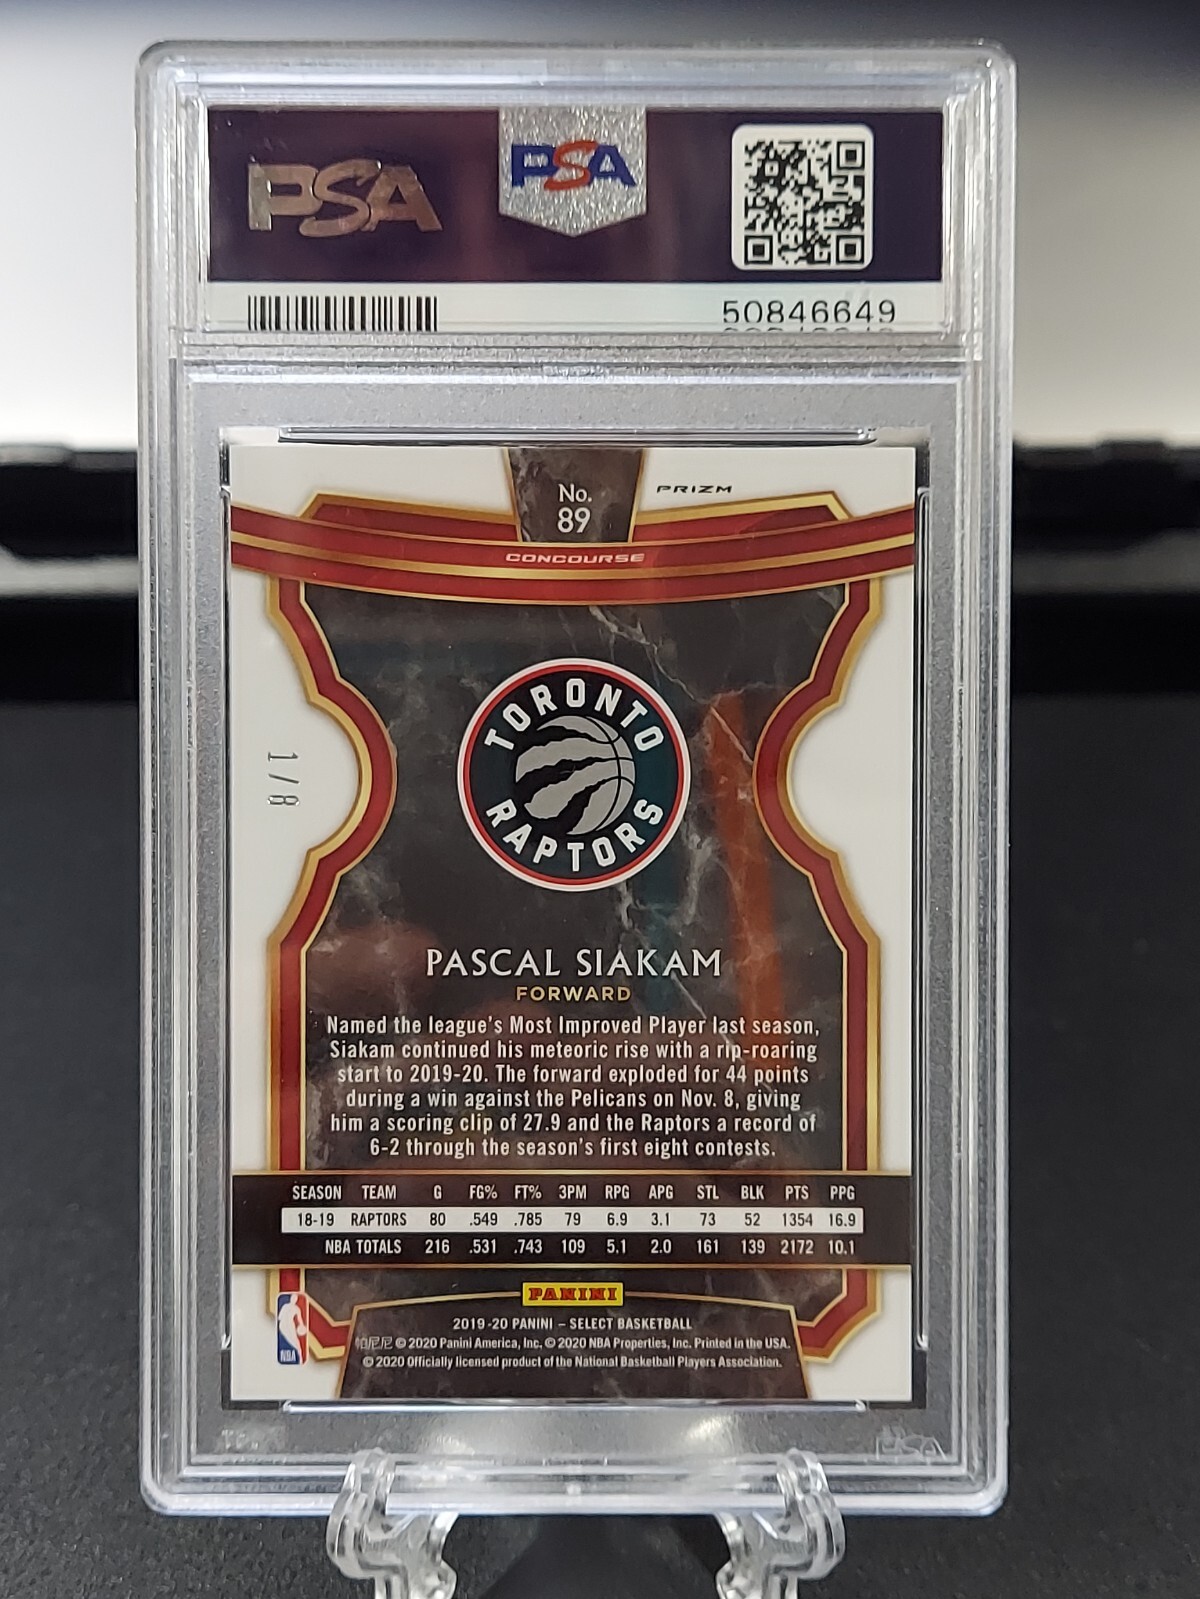 PSA
PSA
50846649
No.
89
PRIZM
CONCOURSE
TORONTO
RAPTORS
1/8
PASCAL SIAKAM
FORWARD
Named the league's Most Improved Player last season,
Siakam continued his meteoric rise with a rip-roaring
start to 2019-20. The forward exploded for 44 points
during a win against the Pelicans on Nov. 8, giving
him a scoring clip of 27.9 and the Raptors a record of
6-2 through the season's first eight contests.
SEASON TEAM G FG% FT% 3PM RPG APG STL BLK PTS PPG
18-19 RAPTORS 80 .549 .785 79 6.9 3.1 73 52 1354 16.9
NBA TOTALS 216 .531 .743 109 5.1 2.0 161 139 2172 10.1
PANINI
2019-20 PANINI – SELECT BASKETBALL
帕尼尼 © 2020 Panini America, Inc. © 2020 NBA Properties, Inc. Printed in the USA.
© 2020 Officially licensed product of the National Basketball Players Association.
NBA
PSA